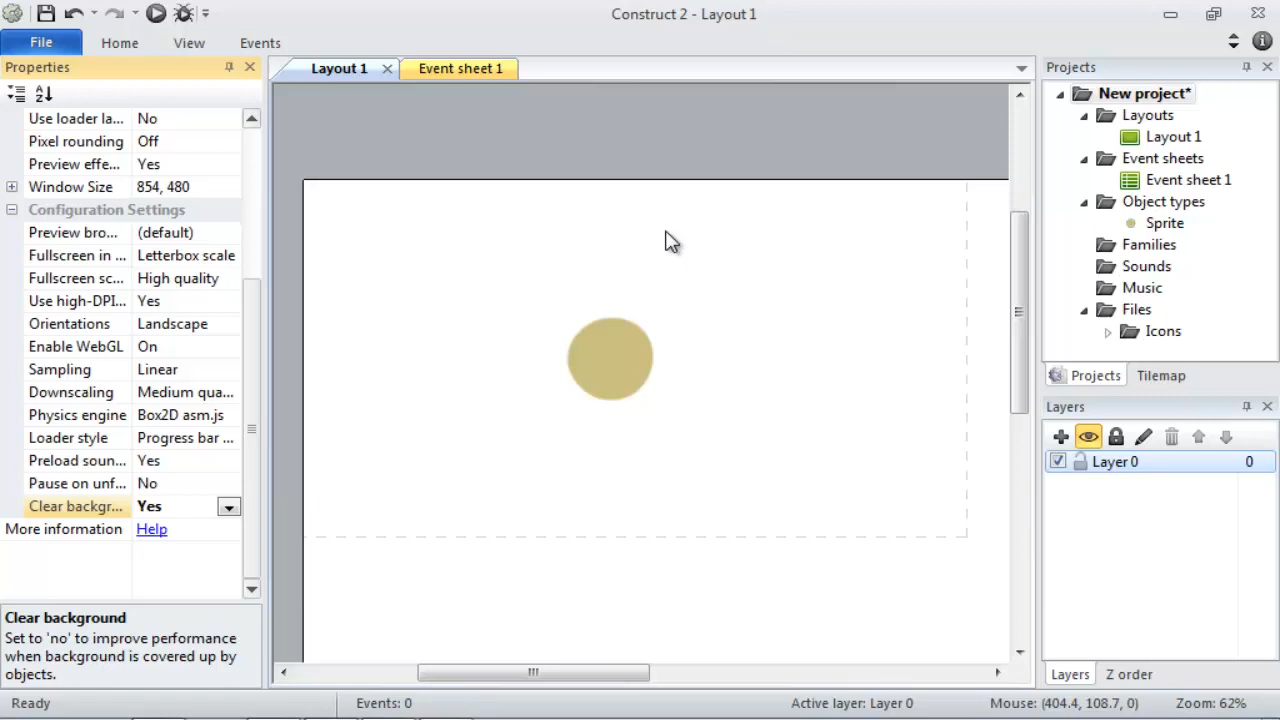 Construct 2 - Layout 1
File Home View Events
Properties
Use loader la... No
Pixel rounding Off
Preview effe... Yes
Window Size 854, 480
Configuration Settings
Preview bro... (default)
Fullscreen in ... Letterbox scale
Fullscreen sc... High quality
Use high-DPI... Yes
Orientations Landscape
Enable WebGL On
Sampling Linear
Downscaling Medium qua...
Physics engine Box2D asm.js
Loader style Progress bar ...
Preload soun... Yes
Pause on unf... No
Clear backgr... Yes
More information Help
Clear background
Set to 'no' to improve performance
when background is covered up by
objects.
Layout 1 Event sheet 1
Projects
New project*
Layouts
Layout 1
Event sheets
Event sheet 1
Object types
Sprite
Families
Sounds
Music
Files
Icons
Projects Tilemap
Layers
Layer 0 0
Layers Z order
Ready Events: 0 Active layer: Layer 0 Mouse: (404.4, 108.7, 0) Zoom: 62%